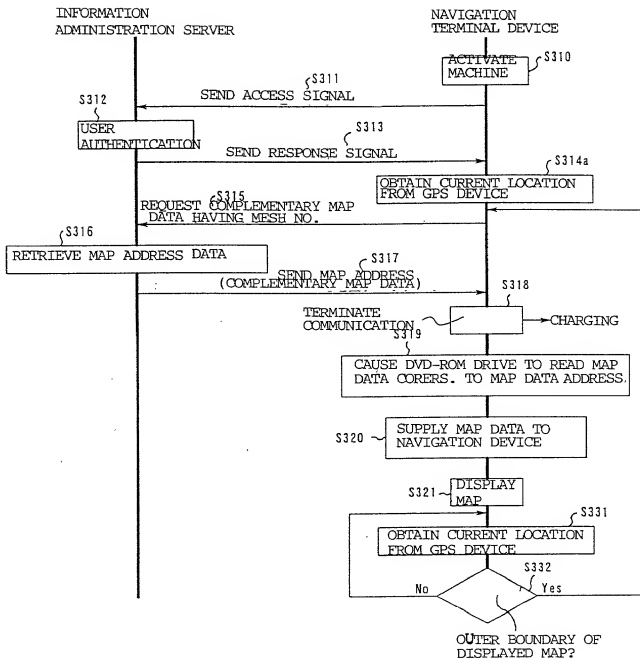 INFORMATION
ADMINISTRATION SERVER
NAVIGATION
TERMINAL DEVICE
ACTIVATE
MACHINE
S310
S311
SEND ACCESS SIGNAL
S312
USER
AUTHENTICATION
S313
SEND RESPONSE SIGNAL
S314a
OBTAIN CURRENT LOCATION
FROM GPS DEVICE
S315
REQUEST COMPLEMENTARY MAP
DATA HAVING MESH NO.
S316
RETRIEVE MAP ADDRESS DATA
S317
SEND MAP ADDRESS
(COMPLEMENTARY MAP DATA)
S318
TERMINATE
COMMUNICATION
CHARGING
S319
CAUSE DVD-ROM DRIVE TO READ MAP
DATA CORERS. TO MAP DATA ADDRESS
S320
SUPPLY MAP DATA TO
NAVIGATION DEVICE
S321
DISPLAY
MAP
S331
OBTAIN CURRENT LOCATION
FROM GPS DEVICE
S332
No
Yes
OUTER BOUNDARY OF
DISPLAYED MAP?